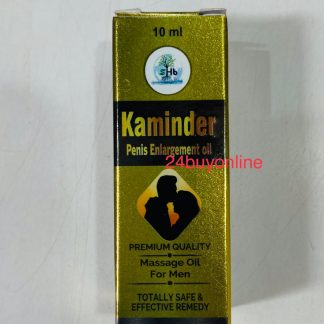 10 ml
SHb
Kaminder
Penis Enlargement oil
24buyonline
PREMIUM QUALITY
Massage Oil
For Men
TOTALLY SAFE &
EFFECTIVE REMEDY